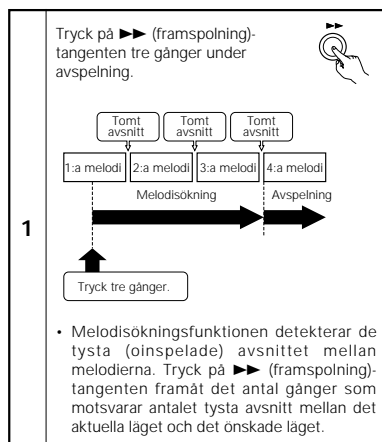 Tryck på ►► (framspolning)-
tangenten tre gånger under
avspelning.
►►
Tomt
avsnitt
Tomt
avsnitt
Tomt
avsnitt
1:a melodi
2:a melodi
3:a melodi
4:a melodi
Melodisökning
Avspelning
1
Tryck tre gånger.
• Melodisökningsfunktionen detekterar de
tysta (oinspelade) avsnittet mellan
melodierna. Tryck på ►► (framspolning)-
tangenten framåt det antal gånger som
motsvarar antalet tysta avsnitt mellan det
aktuella läget och det önskade läget.